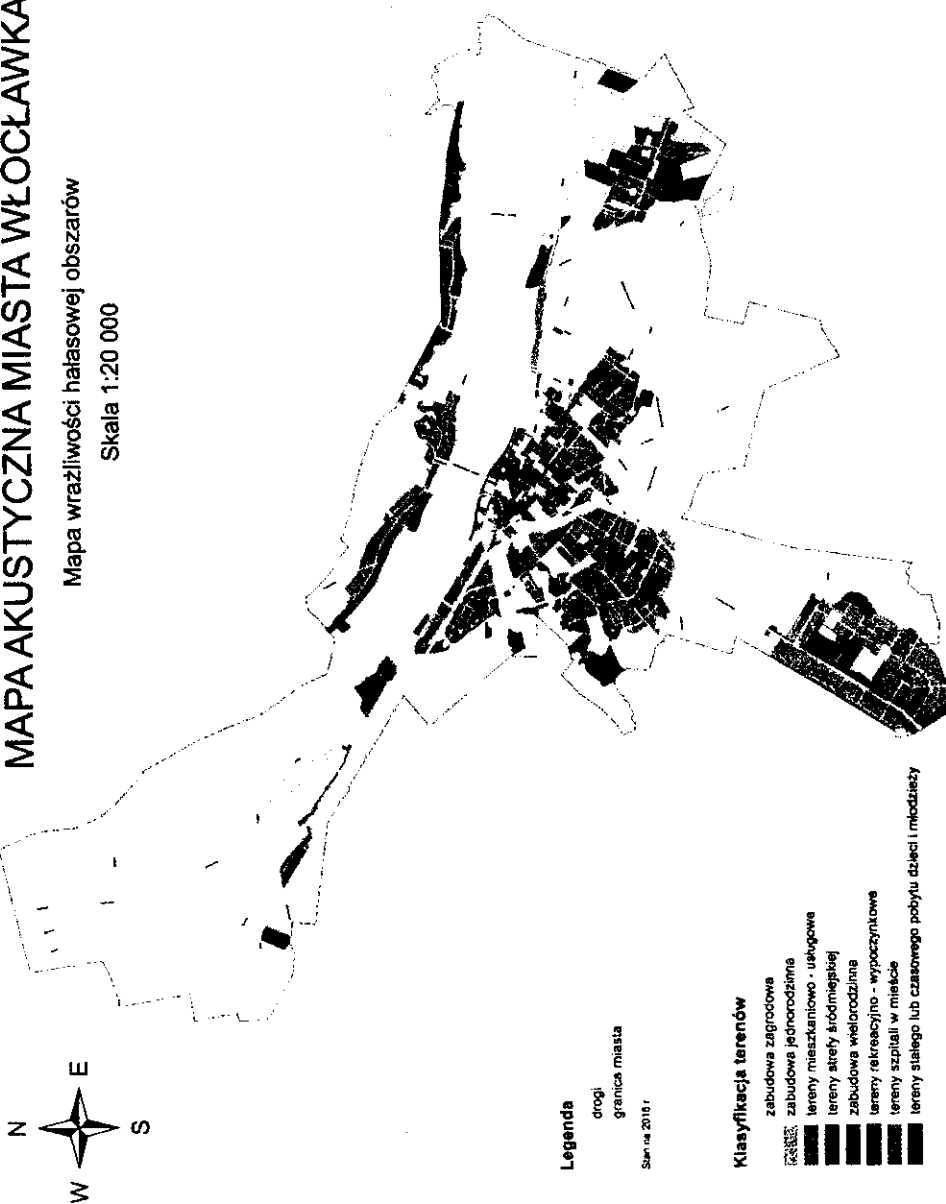 MAPA AKUSTYCZNA MIASTA WŁOCŁAWKA
Mapa wrażliwości hałasowej obszarów
Skala 1:20 000
N
W
E
S
Legenda
drogi
granica miasta
Stan na 2016 r
Klasyfikacja terenów
zabudowa zagrodowa
zabudowa jednorodzinna
tereny mieszkaniowo - usługowe
tereny strefy śródmiejskiej
zabudowa wielorodzinna
tereny rekreacyjno - wypoczynkowe
tereny szpitali w mieście
tereny stałego lub czasowego pobytu dzieci i młodzieży